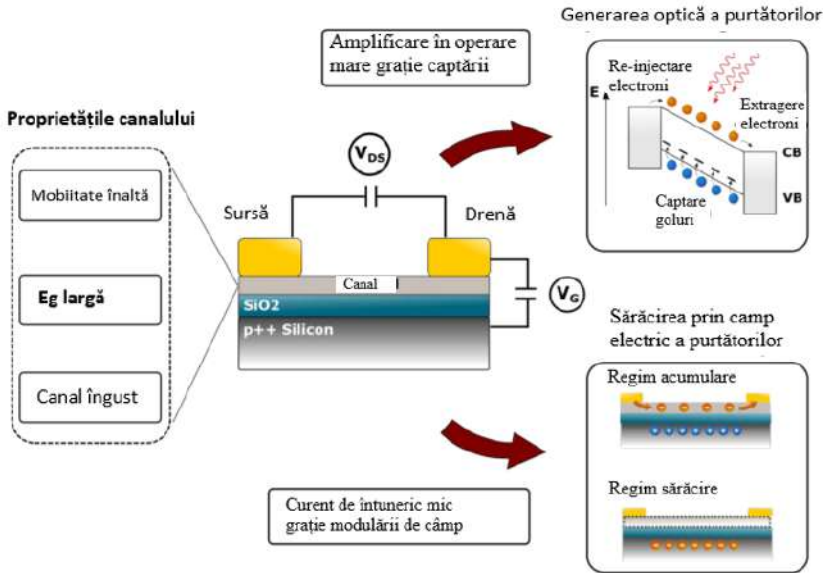 Generarea optică a purtătorilor
Amplificare în operare
mare grație captării
Re-injectare
electroni
E
Extragere
electroni
CB
VB
Captare
goluri
Proprietățile canalului
Mobiitate înaltă
Eg largă
Canal îngust
V_DS
Sursă
Drenă
Canal
SiO2
p++ Silicon
V_G
Sărăcirea prin camp
electric a purtătorilor
Regim acumulare
Regim sărăcire
Curent de întuneric mic
grație modulării de câmp